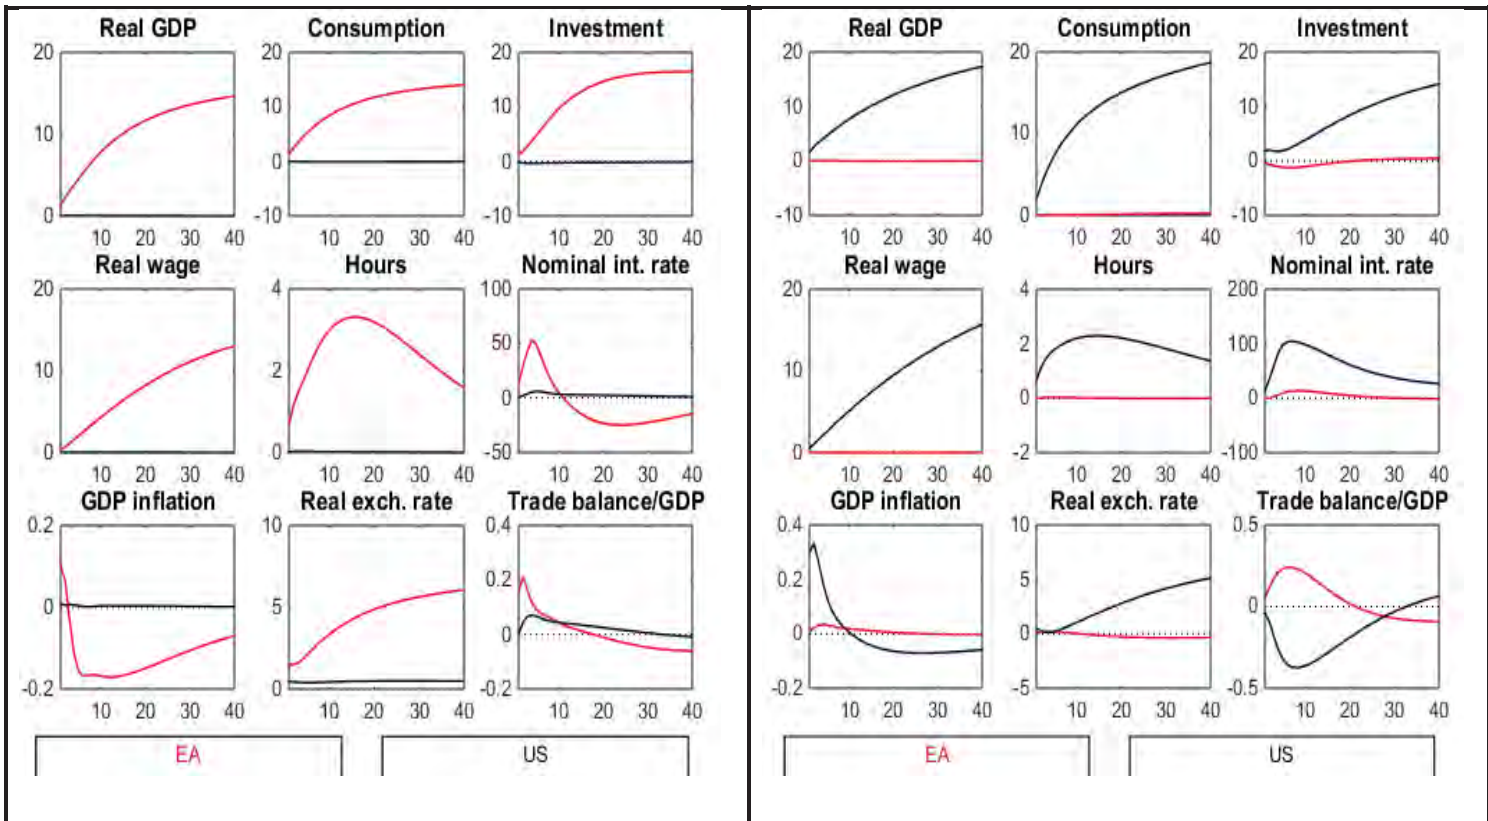 Real GDP Consumption Investment
20 20 20
10 10 10
0 0
0 -10 -10
10 20 30 40 10 20 30 40 10 20 30 40
Real wage Hours Nominal int. rate
20 4 100
50
10 2
0
0 0 -50
10 20 30 40 10 20 30 40 10 20 30 40
GDP inflation Real exch. rate Trade balance/GDP
0.2 10 0.4
0.2
0 5
0
-0.2 0 -0.2
10 20 30 40 10 20 30 40 10 20 30 40
EA US
Real GDP Consumption Investment
20 20 20
10 10
10
0 0
-10 0 -10
10 20 30 40 10 20 30 40 10 20 30 40
Real wage Hours Nominal int. rate
20 4 200
2 100
10
0 0
0 -2 -100
10 20 30 40 10 20 30 40 10 20 30 40
GDP inflation Real exch. rate Trade balance/GDP
0.4 10 0.5
0.2 5
0
0 0
-0.2 -5 -0.5
10 20 30 40 10 20 30 40 10 20 30 40
EA US